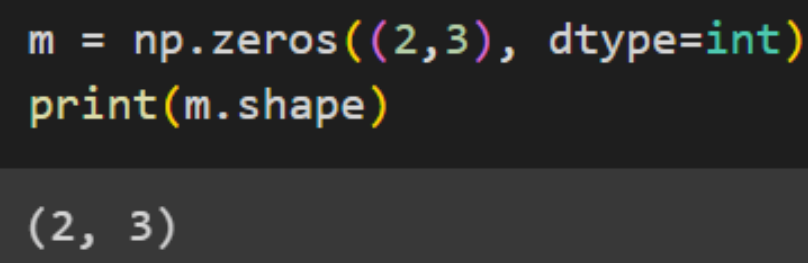 m = np.zeros((2,3), dtype=int)
print(m.shape)
(2, 3)